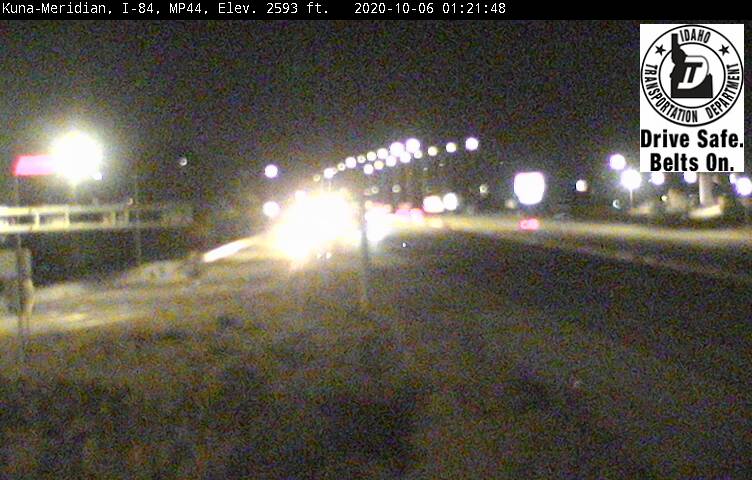 Kuna-Meridian, I-84, MP44, Elev. 2593 ft.   2020-10-06 01:21:48
IDAHO
TRANSPORTATION DEPARTMENT
Drive Safe.
Belts On.